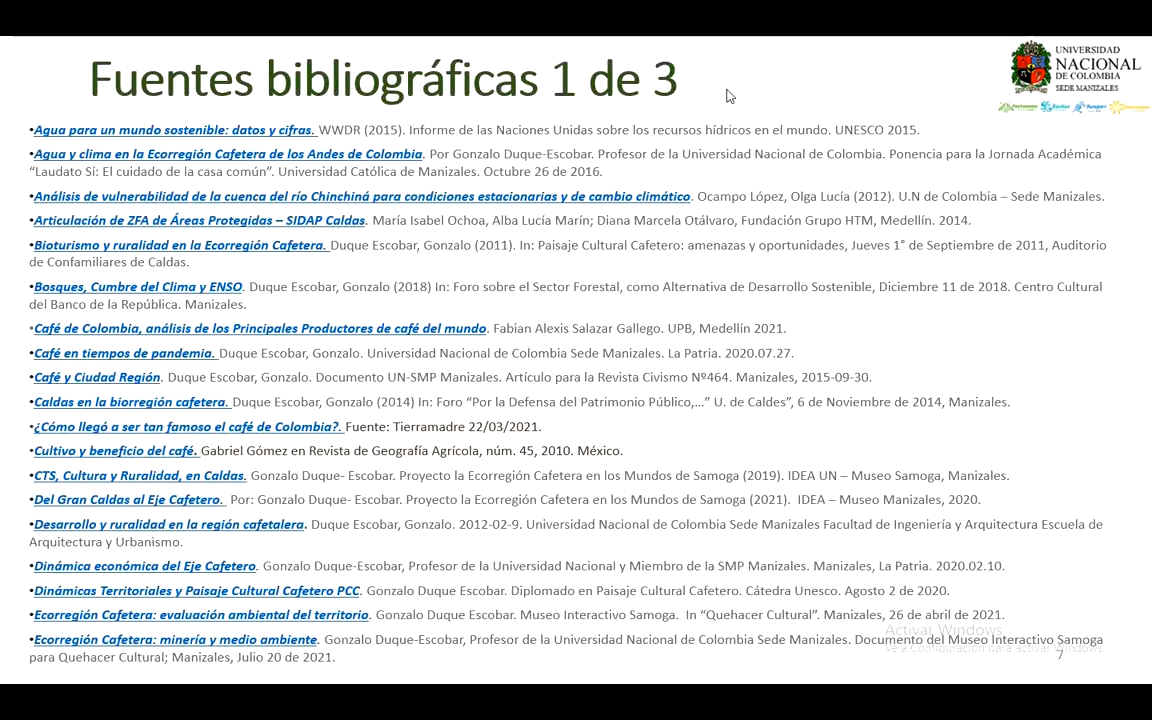 Fuentes bibliográficas 1 de 3
UNIVERSIDAD
NACIONAL
DE COLOMBIA
SEDE MANIZALES
•Agua para un mundo sostenible: datos y cifras. WWDR (2015). Informe de las Naciones Unidas sobre los recursos hídricos en el mundo. UNESCO 2015.
•Agua y clima en la Ecorregión Cafetera de los Andes de Colombia. Por Gonzalo Duque-Escobar. Profesor de la Universidad Nacional de Colombia. Ponencia para la Jornada Académica
“Laudato Sí: El cuidado de la casa común”. Universidad Católica de Manizales. Octubre 26 de 2016.
•Análisis de vulnerabilidad de la cuenca del río Chinchiná para condiciones estacionarias y de cambio climático. Ocampo López, Olga Lucía (2012). U.N de Colombia – Sede Manizales.
•Articulación de ZFA de Áreas Protegidas – SIDAP Caldas. María Isabel Ochoa, Alba Lucía Marín; Diana Marcela Otálvaro, Fundación Grupo HTM, Medellín. 2014.
•Bioturismo y ruralidad en la Ecorregión Cafetera. Duque Escobar, Gonzalo (2011). In: Paisaje Cultural Cafetero: amenazas y oportunidades, Jueves 1° de Septiembre de 2011, Auditorio
de Confamiliares de Caldas.
•Bosques, Cumbre del Clima y ENSO. Duque Escobar, Gonzalo (2018) In: Foro sobre el Sector Forestal, como Alternativa de Desarrollo Sostenible, Diciembre 11 de 2018. Centro Cultural
del Banco de la República. Manizales.
•Café de Colombia, análisis de los Principales Productores de café del mundo. Fabian Alexis Salazar Gallego. UPB, Medellín 2021.
•Café en tiempos de pandemia. Duque Escobar, Gonzalo. Universidad Nacional de Colombia Sede Manizales. La Patria. 2020.07.27.
•Café y Ciudad Región. Duque Escobar, Gonzalo. Documento UN-SMP Manizales. Artículo para la Revista Civismo Nº464. Manizales, 2015-09-30.
•Caldas en la biorregión cafetera. Duque Escobar, Gonzalo (2014) In: Foro “Por la Defensa del Patrimonio Público,…” U. de Caldes”, 6 de Noviembre de 2014, Manizales.
•¿Cómo llegó a ser tan famoso el café de Colombia?. Fuente: Tierramadre 22/03/2021.
•Cultivo y beneficio del café. Gabriel Gómez en Revista de Geografía Agrícola, núm. 45, 2010. México.
•CTS, Cultura y Ruralidad, en Caldas. Gonzalo Duque- Escobar. Proyecto la Ecorregión Cafetera en los Mundos de Samoga (2019). IDEA UN – Museo Samoga, Manizales.
•Del Gran Caldas al Eje Cafetero. Por: Gonzalo Duque- Escobar. Proyecto la Ecorregión Cafetera en los Mundos de Samoga (2021). IDEA – Museo Manizales, 2020.
•Desarrollo y ruralidad en la región cafetalera. Duque Escobar, Gonzalo. 2012-02-9. Universidad Nacional de Colombia Sede Manizales Facultad de Ingeniería y Arquitectura Escuela de
Arquitectura y Urbanismo.
•Dinámica económica del Eje Cafetero. Gonzalo Duque-Escobar, Profesor de la Universidad Nacional y Miembro de la SMP Manizales. Manizales, La Patria. 2020.02.10.
•Dinámicas Territoriales y Paisaje Cultural Cafetero PCC. Gonzalo Duque Escobar. Diplomado en Paisaje Cultural Cafetero. Cátedra Unesco. Agosto 2 de 2020.
•Ecorregión Cafetera: evaluación ambiental del territorio. Gonzalo Duque Escobar. Museo Interactivo Samoga. In “Quehacer Cultural”. Manizales, 26 de abril de 2021.
•Ecorregión Cafetera: minería y medio ambiente. Gonzalo Duque-Escobar, Profesor de la Universidad Nacional de Colombia Sede Manizales. Documento del Museo Interactivo Samoga
para Quehacer Cultural; Manizales, Julio 20 de 2021.
Activar Windows
Ve a Configuración para activar Windows.
7